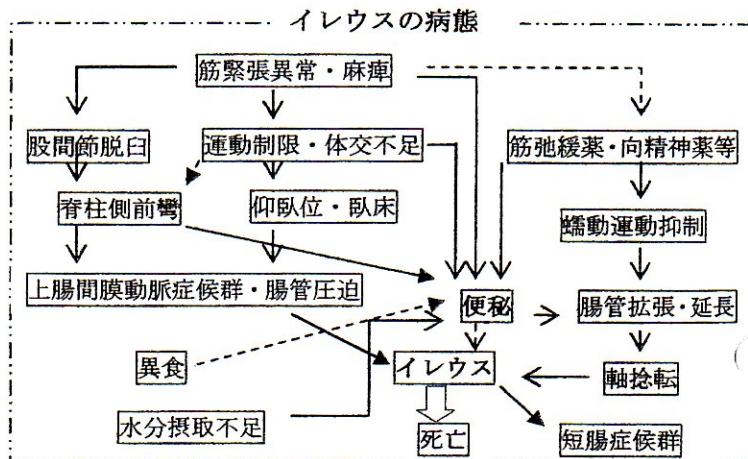 イレウスの病態
筋緊張異常・麻痺
股間節脱臼
運動制限・体交不足
筋弛緩薬・向精神薬等
脊柱側前彎
仰臥位・臥床
蠕動運動抑制
上腸間膜動脈症候群・腸管圧迫
便秘
腸管拡張・延長
異食
イレウス
軸捻転
水分摂取不足
死亡
短腸症候群